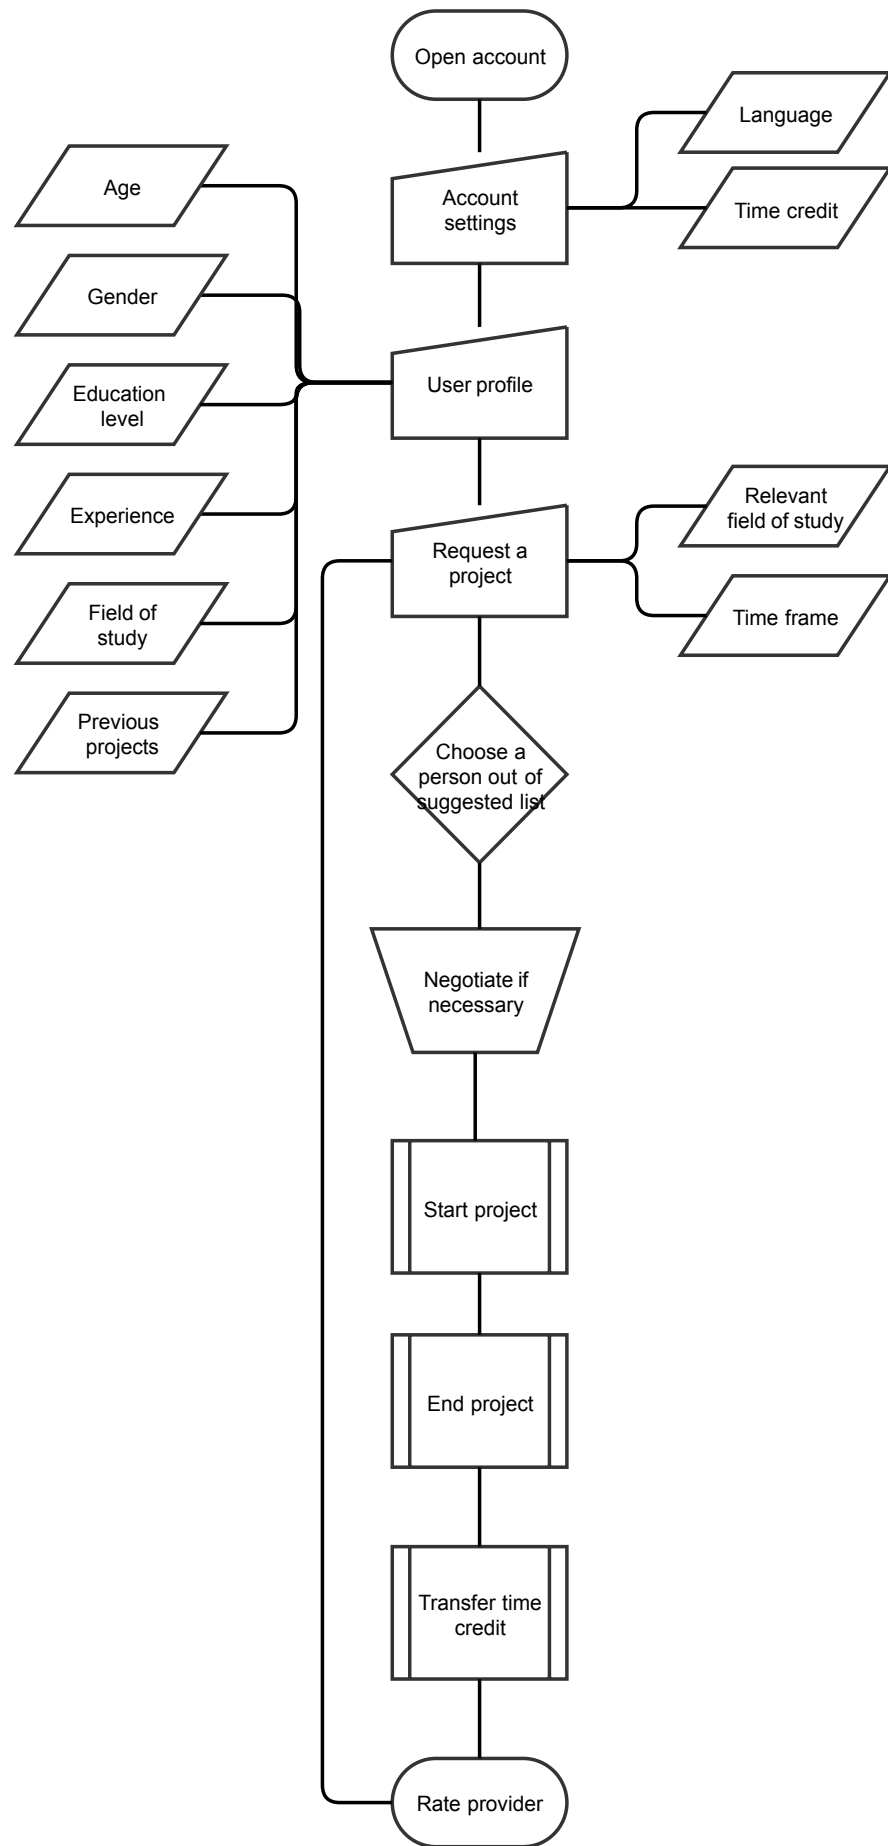 Open account
Language
Account
settings
Time credit
Age
Gender
Education
level
Experience
Field of
study
Previous
projects
User profile
Request a
project
Relevant
field of study
Time frame
Choose a
person out of
suggested list
Negotiate if
necessary
Start project
End project
Transfer time
credit
Rate provider